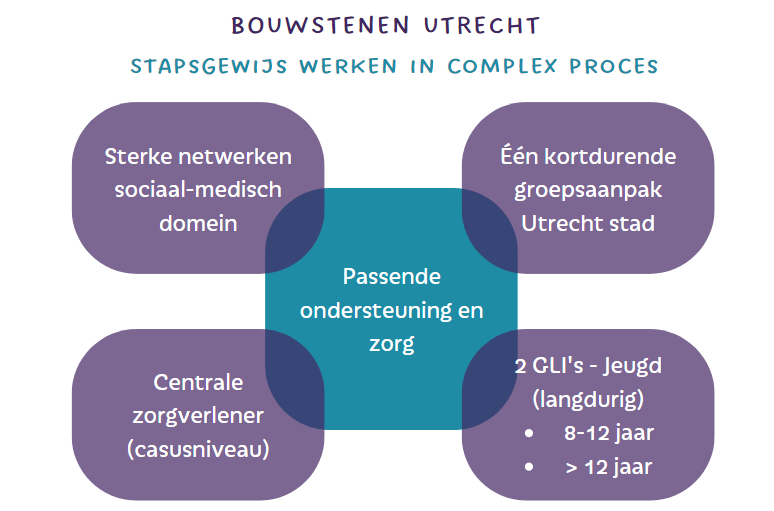 BOUWSTENEN UTRECHT
STAPSGEWIJS WERKEN IN COMPLEX PROCES
Sterke netwerken
sociaal-medisch
domein
Één kortdurende
groepsaanpak
Utrecht stad
Passende
ondersteuning en
zorg
Centrale
zorgverlener
(casusniveau)
2 GLI's - Jeugd
(langdurig)
• 8-12 jaar
• > 12 jaar